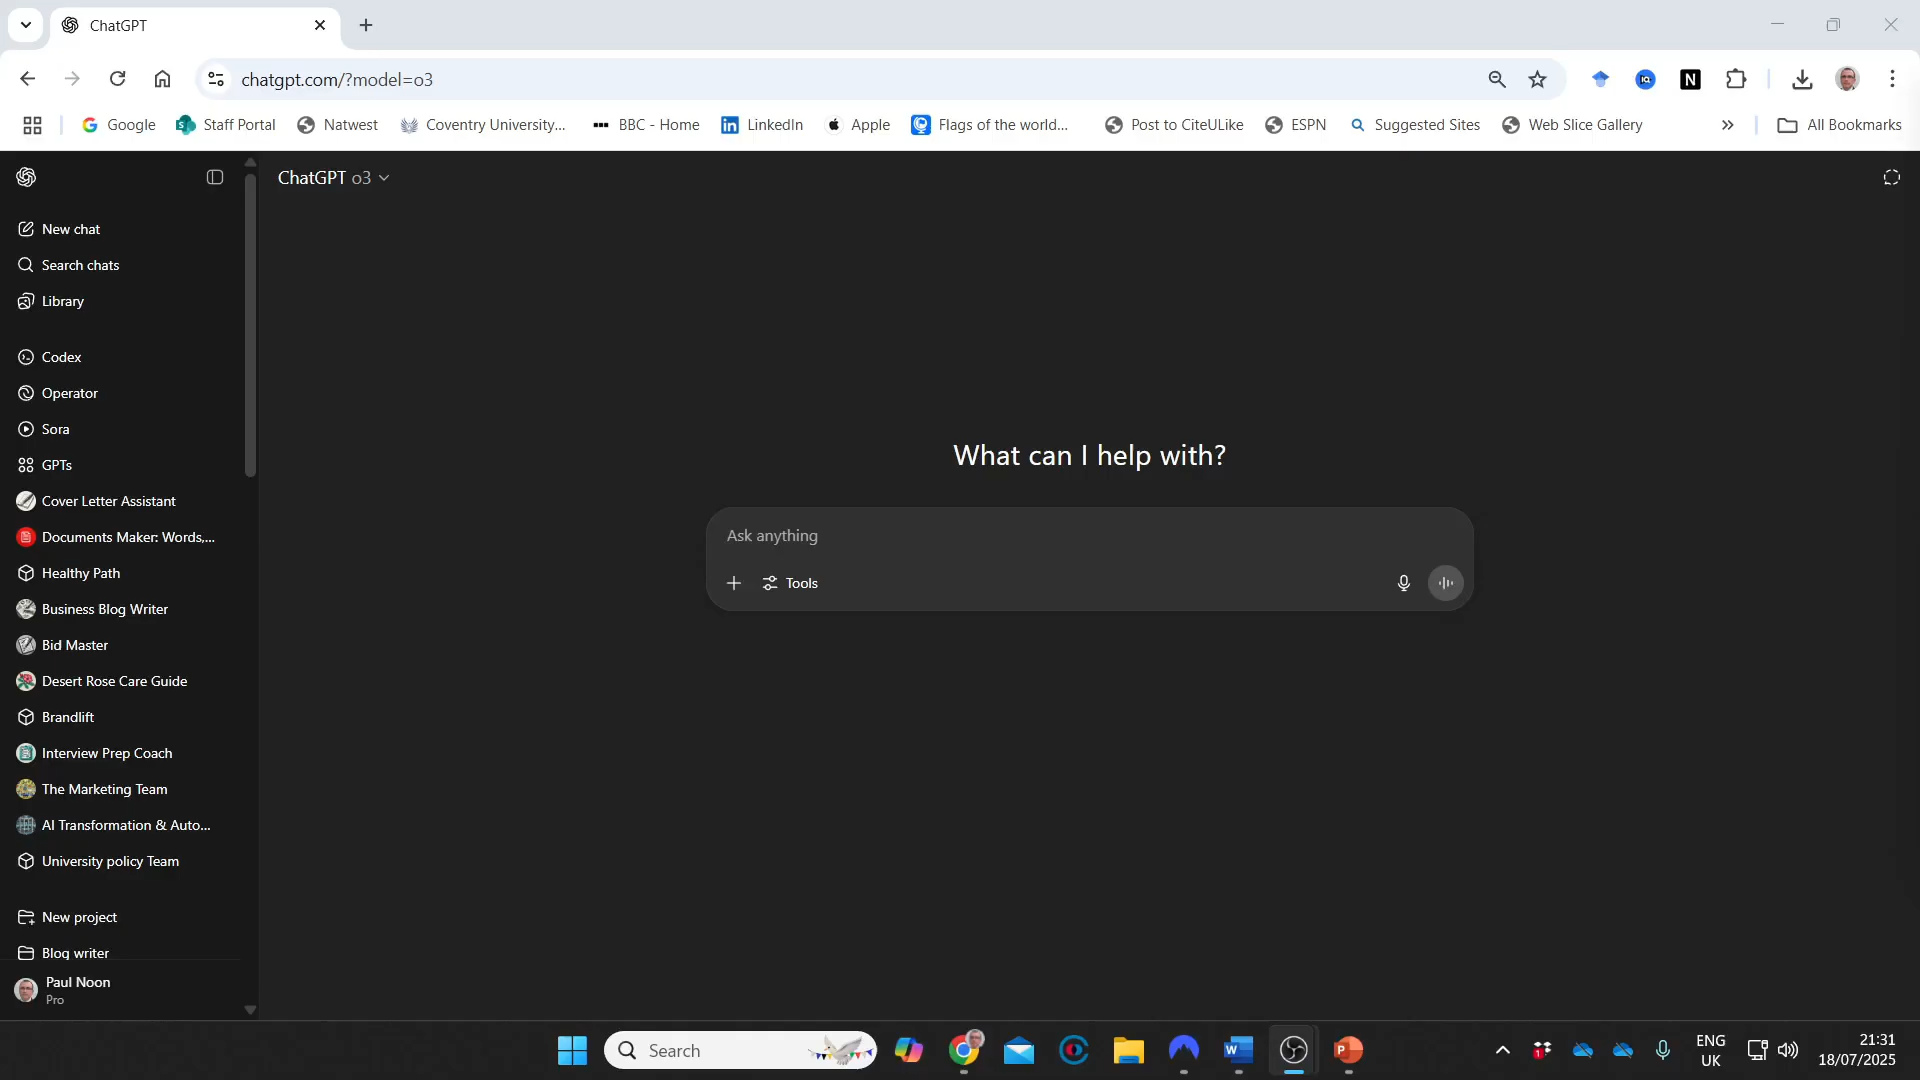 ChatGPT
chatgpt.com/?model=o3
Google
Staff Portal
Natwest
Coventry University...
BBC - Home
LinkedIn
Apple
Flags of the world...
Post to CiteULike
ESPN
Suggested Sites
Web Slice Gallery
»
All Bookmarks
ChatGPT o3
New chat
Search chats
Library
Codex
Operator
Sora
GPTs
Cover Letter Assistant
Documents Maker: Words,...
Healthy Path
Business Blog Writer
Bid Master
Desert Rose Care Guide
Brandlift
Interview Prep Coach
The Marketing Team
AI Transformation & Auto...
University policy Team
New project
Blog writer
Paul Noon
Pro
What can I help with?
Ask anything
Tools
Search
ENG
UK
21:31
18/07/2025